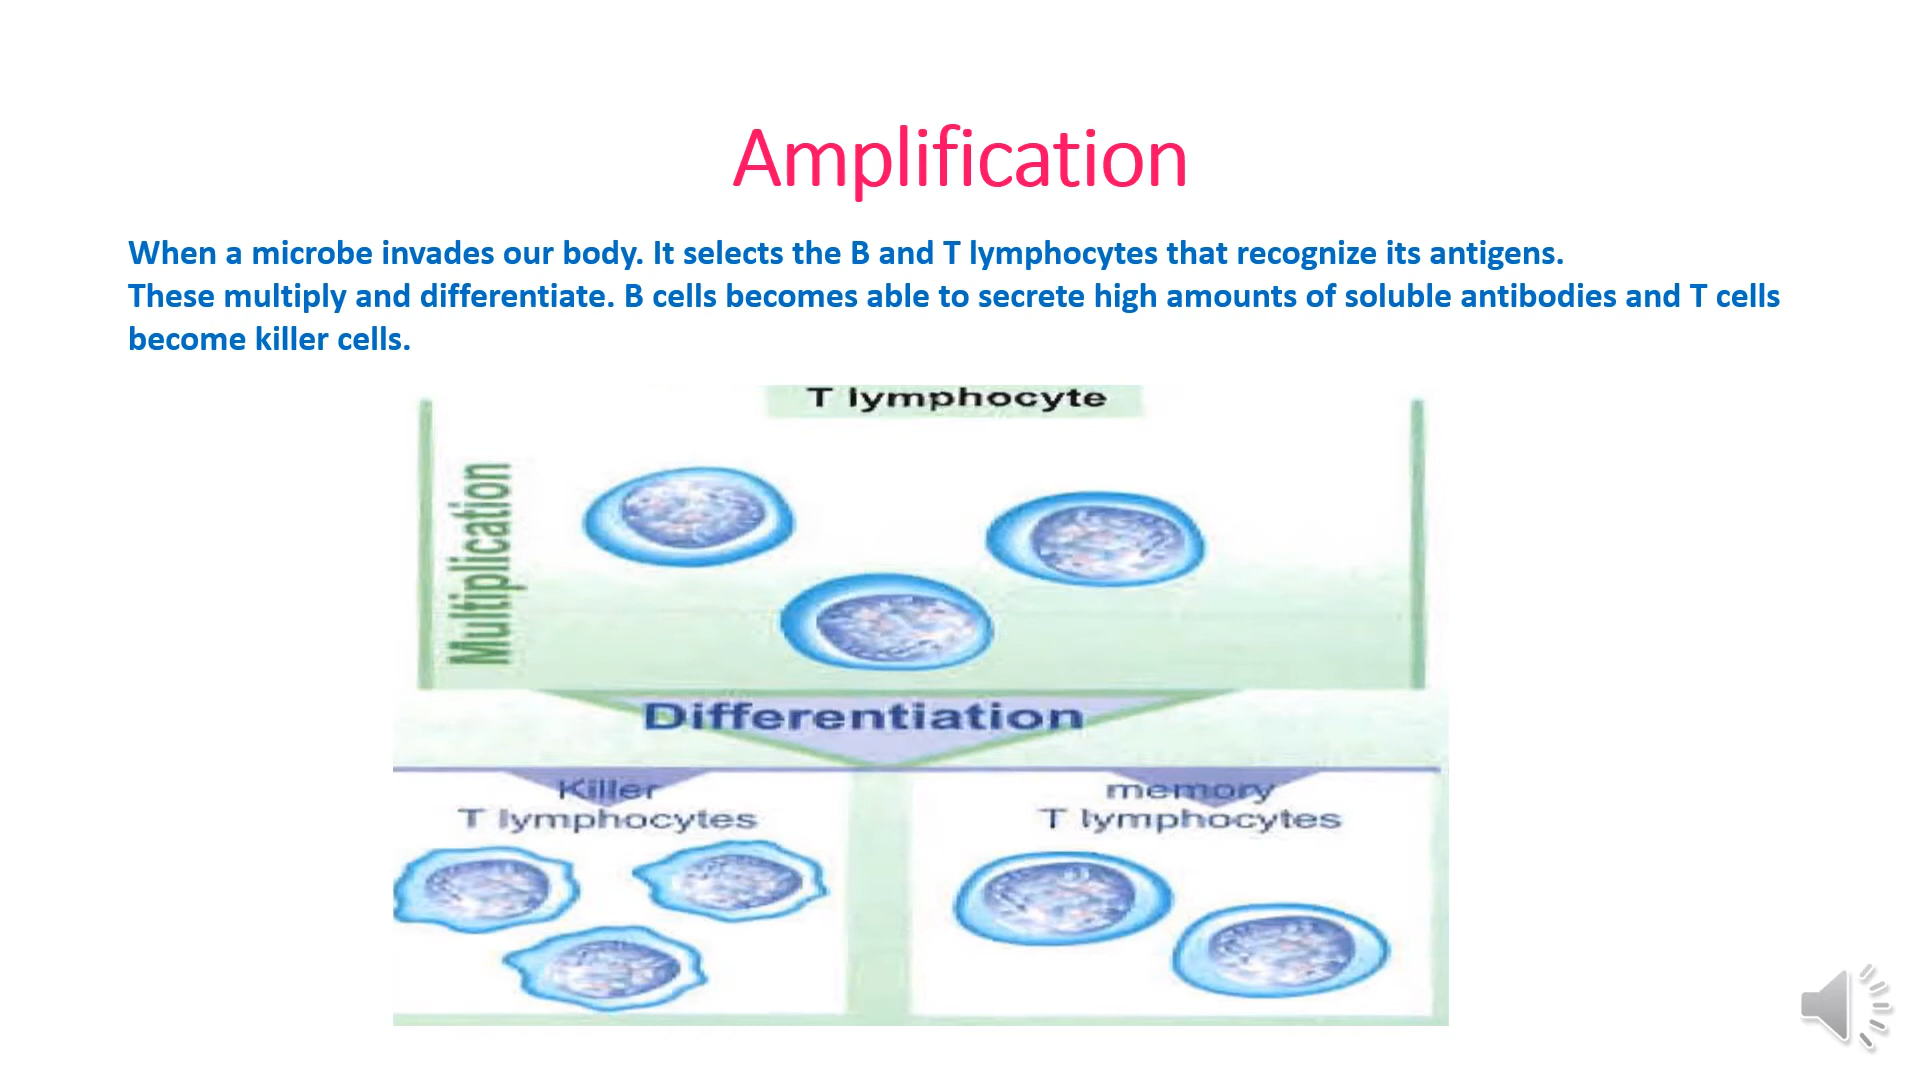 Amplification
When a microbe invades our body. It selects the B and T lymphocytes that recognize its antigens.
These multiply and differentiate. B cells becomes able to secrete high amounts of soluble antibodies and T cells
become killer cells.
T lymphocyte
Multiplication
Differentiation
Killer
T lymphocytes
memory
T lymphocytes